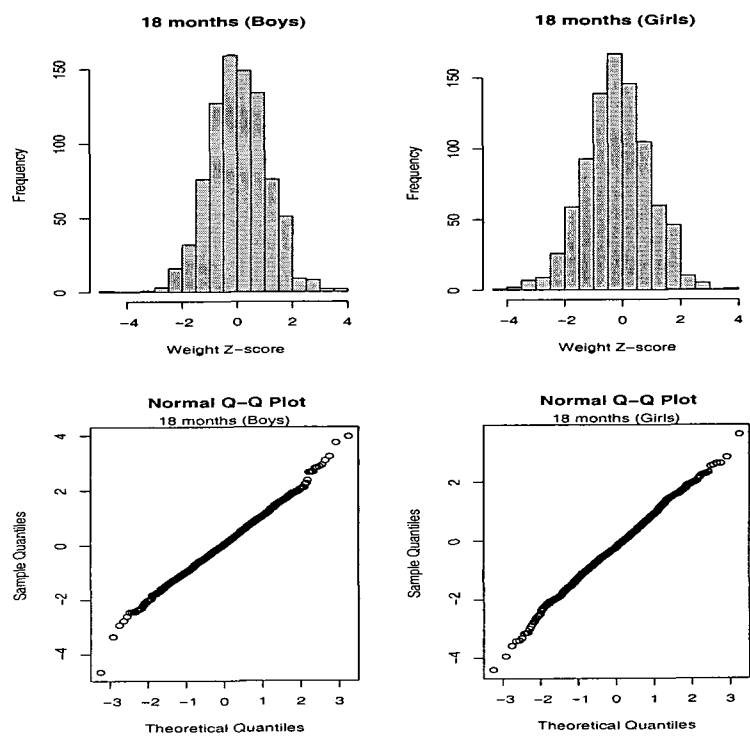 18 months (Boys)
Frequency
150
100
50
0
−4 −2 0 2 4
Weight Z−score
18 months (Girls)
Frequency
150
100
50
0
−4 −2 0 2 4
Weight Z−score
Normal Q−Q Plot
18 months (Boys)
Sample Quantiles
4
2
0
−2
−4
−3 −2 −1 0 1 2 3
Theoretical Quantiles
Normal Q−Q Plot
18 months (Girls)
Sample Quantiles
2
0
−2
−4
−3 −2 −1 0 1 2 3
Theoretical Quantiles